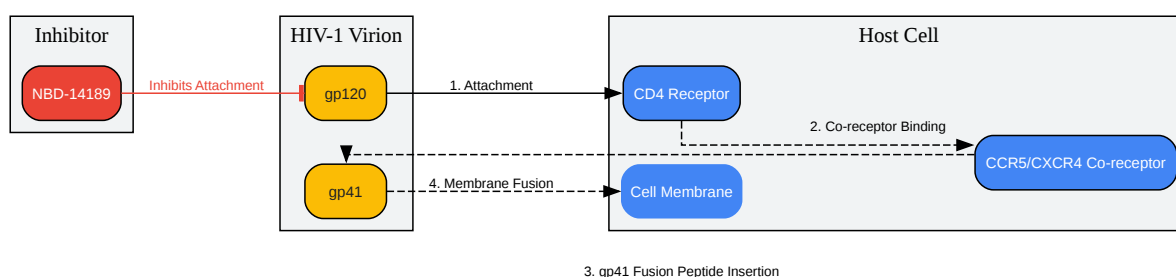 Inhibitor
HIV-1 Virion
Host Cell
NBD-14189
Inhibits Attachment
gp120
1. Attachment
CD4 Receptor
2. Co-receptor Binding
CCR5/CXCR4 Co-receptor
gp41
4. Membrane Fusion
Cell Membrane
3. gp41 Fusion Peptide Insertion